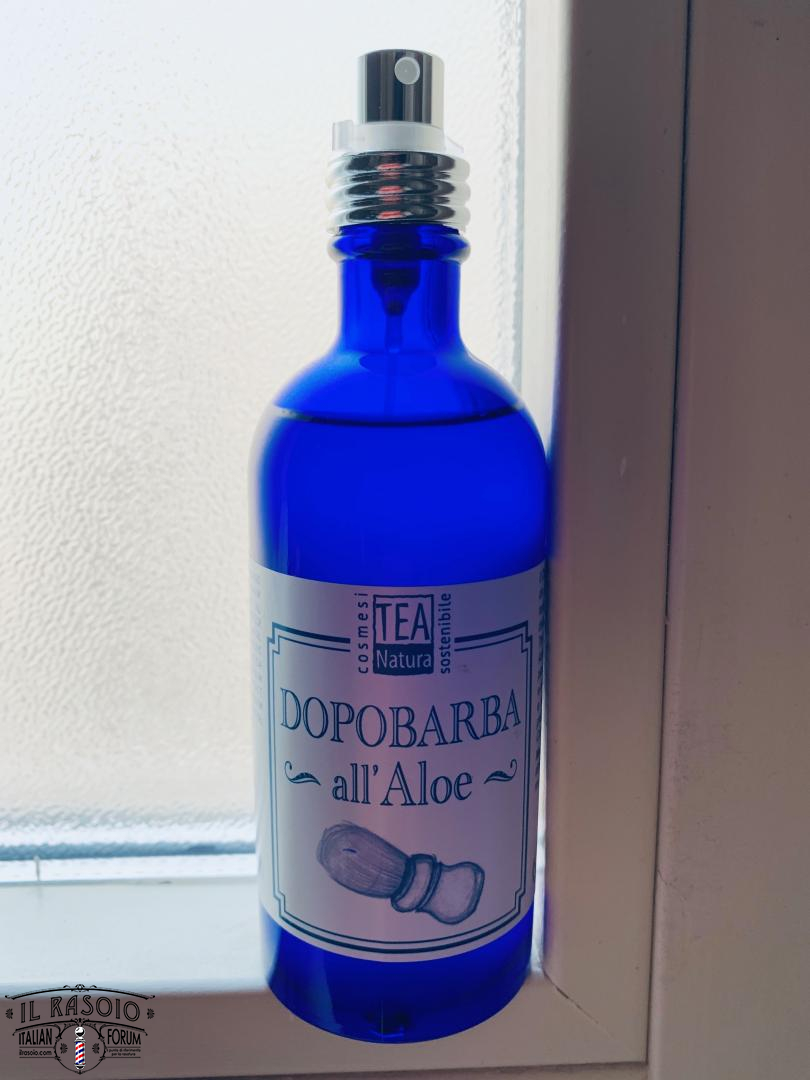 cosmesi
TEA
Natura
sostenibile
DOPOBARBA
all'Aloe
IL RASOIO
ITALIAN FORUM
ilrasoio.com